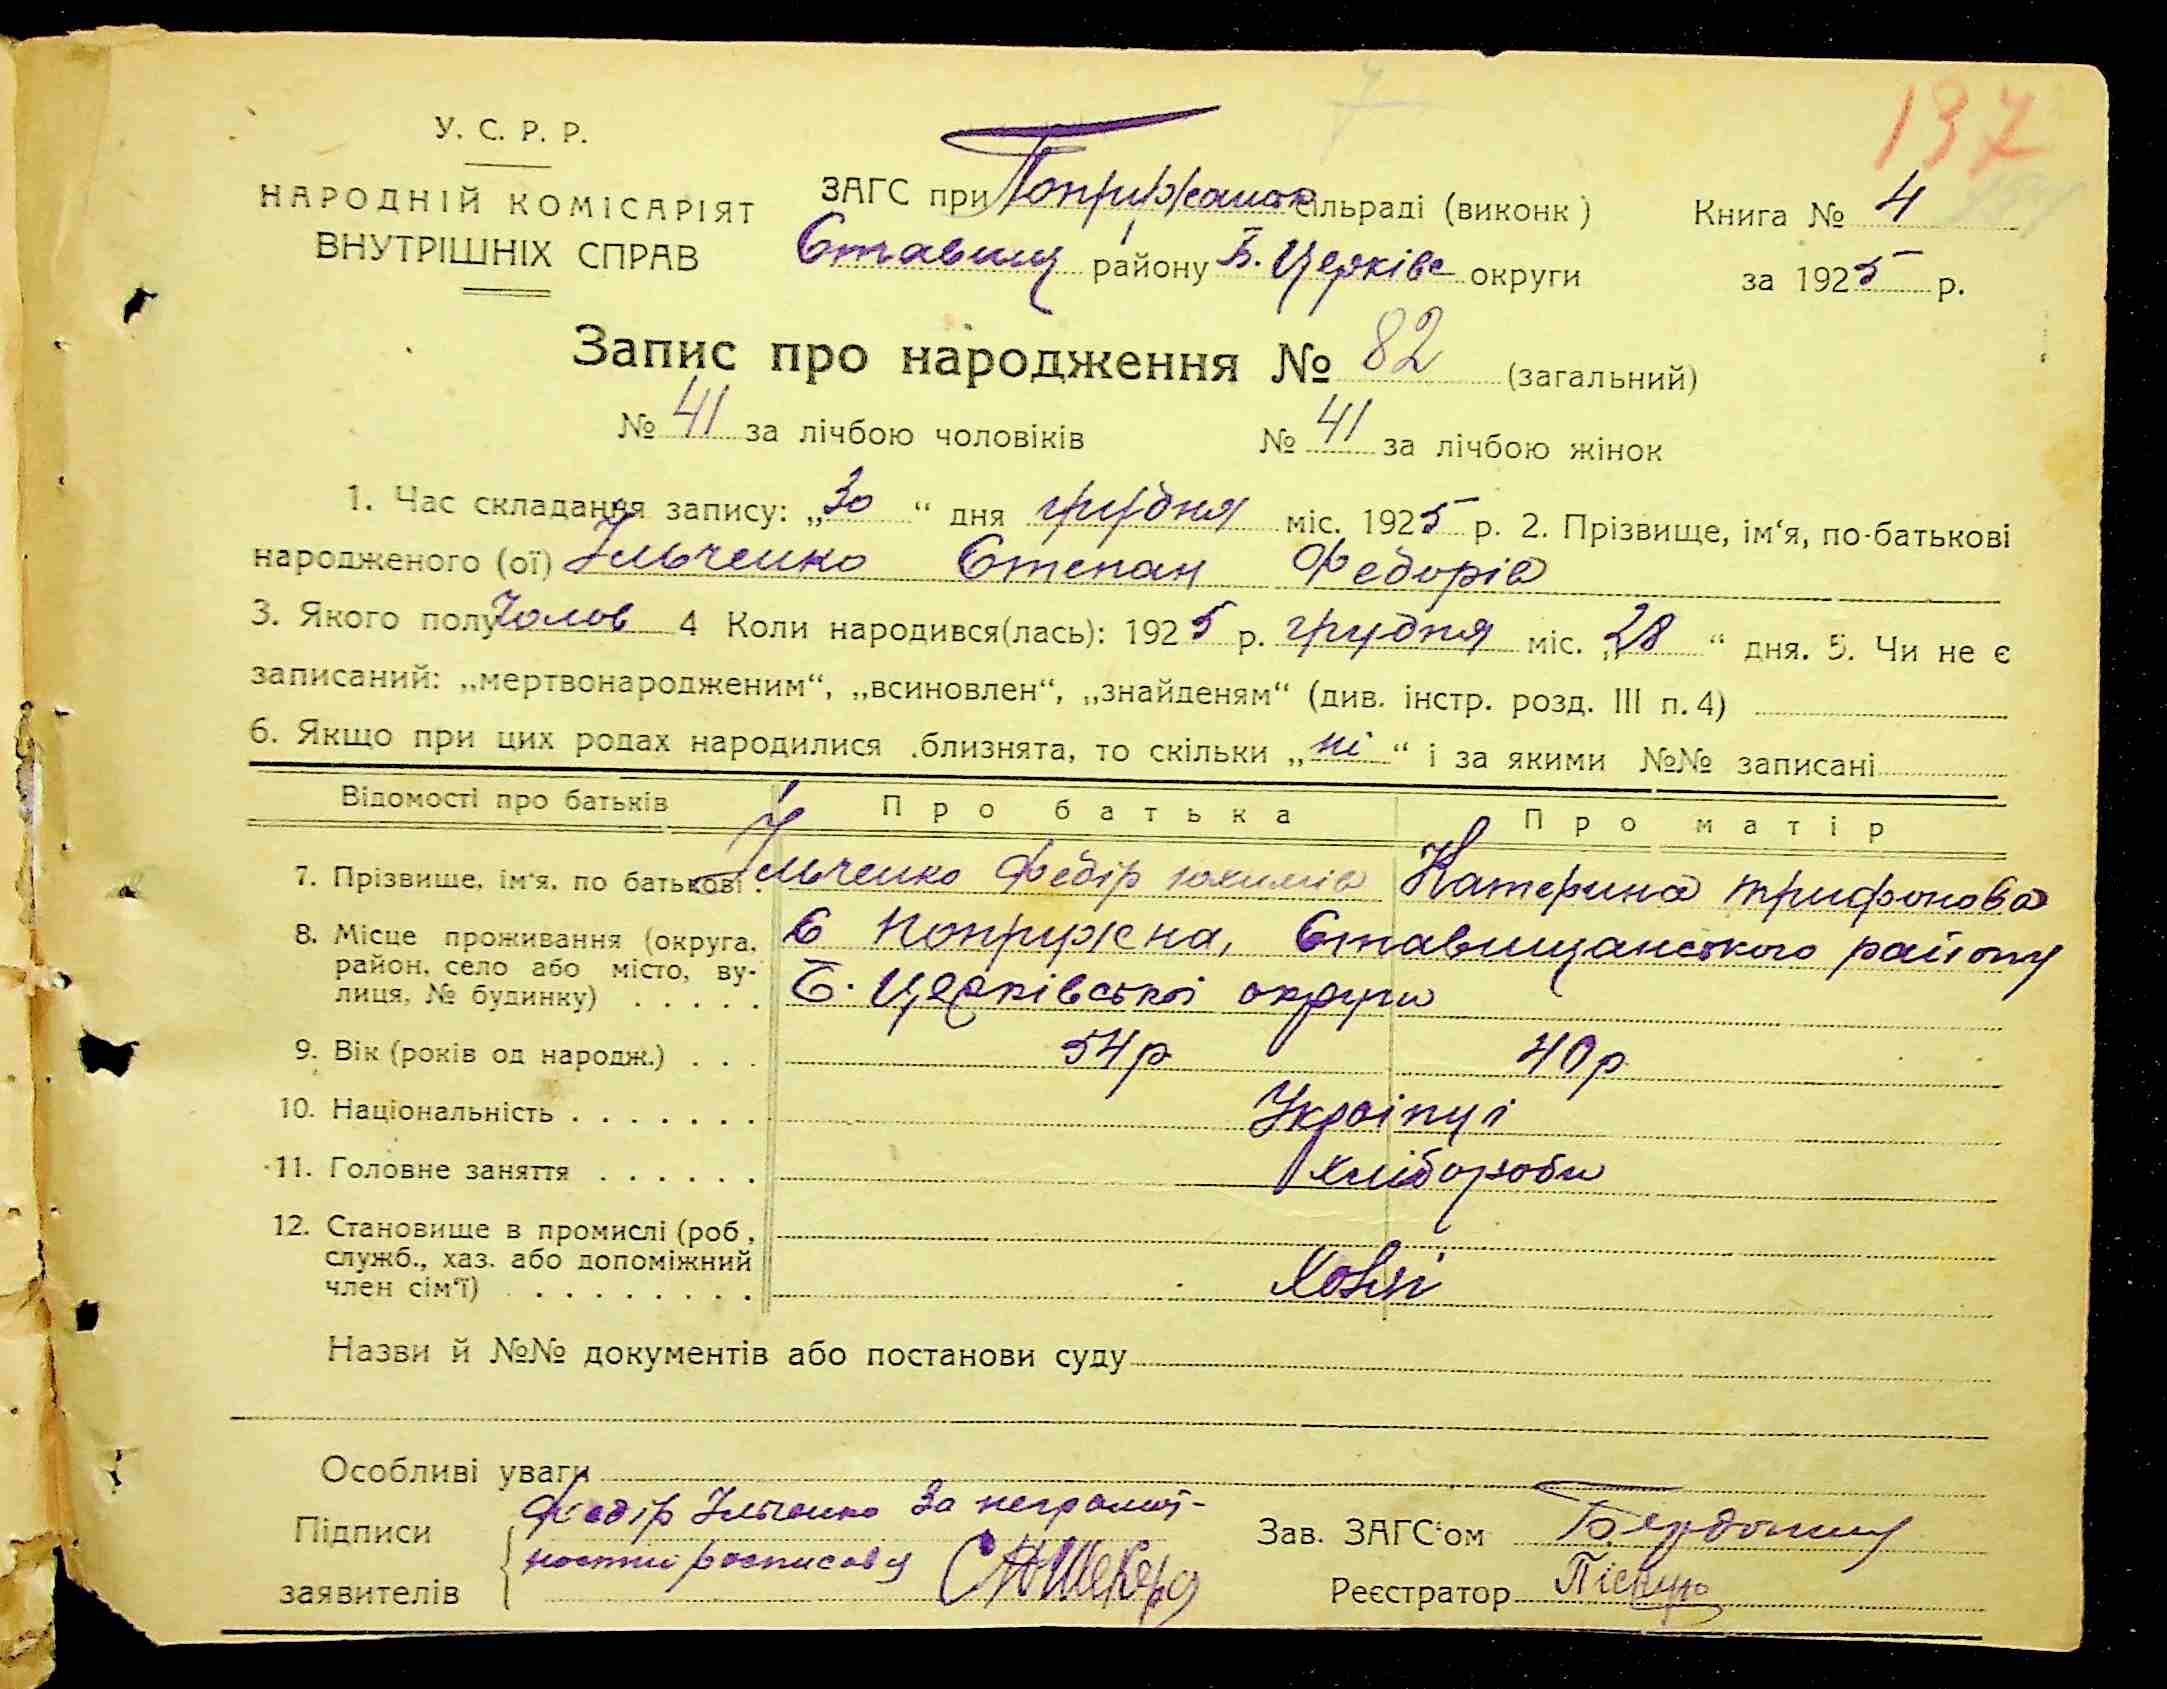 137
У. С. Р. Р.
НАРОДНІЙ КОМІСАРІЯТ
ВНУТРІШНІХ СПРАВ
ЗАГС при Попружанск сільраді (виконк )
Книга № 4
Ставищ району Б. Церківс округи
за 1925 р.
Запис про народження № 82 (загальний)
№ 41 за лічбою чоловіків № 41 за лічбою жінок
1. Час складання запису: „30 “ дня грудня міс. 1925 р. 2. Прізвище, ім‘я, по-батькові
народженого (ої) Ільченко Степан Федорів
3. Якого полу Чолов 4 Коли народився(лась): 1925 р. грудня міс. „28 “ дня. 5. Чи не є
записаний: „мертвонародженим“, „всиновлен“, „знайденям“ (див. інстр. розд. III п. 4)
6. Якщо при цих родах народилися .близнята, то скільки „ні“ і за якими №№ записані
Відомості про батьків Про батька Про матір
7. Прізвище, ім‘я, по батькові . Ільченко Федір Юхимів Катерина Трифонова
8. Місце проживання (округа, район, село або місто, ву-
лиця, № будинку) . . . . .
С Попружна, Ставищанського району
Б. Церківської округи
9. Вік (років од народж.) . . . 54 р 40 р
10. Національність . . . . . . . Українці
11. Головне заняття . . . . . . хлібороби
12. Становище в промислі (роб ,
служб., хаз. або допоміжний
член сім‘ї) . . . . . . . . .
Назви й №№ документів або постанови суду
Особливі уваги
Підписи
заявителів
Федір Ільченко За неграмот-
ности росписався
Зав. ЗАГС‘ом
Реєстратор